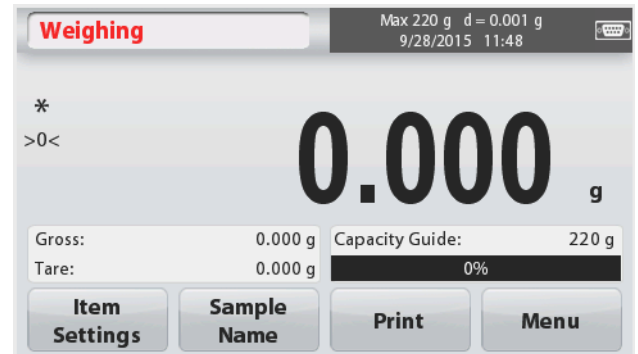 Weighing
Max 220 g d = 0.001 g
9/28/2015 11:48
*
>0<
0.000 g
Gross: 0.000 g
Tare: 0.000 g
Capacity Guide: 220 g
0%
Item
Settings
Sample
Name
Print
Menu